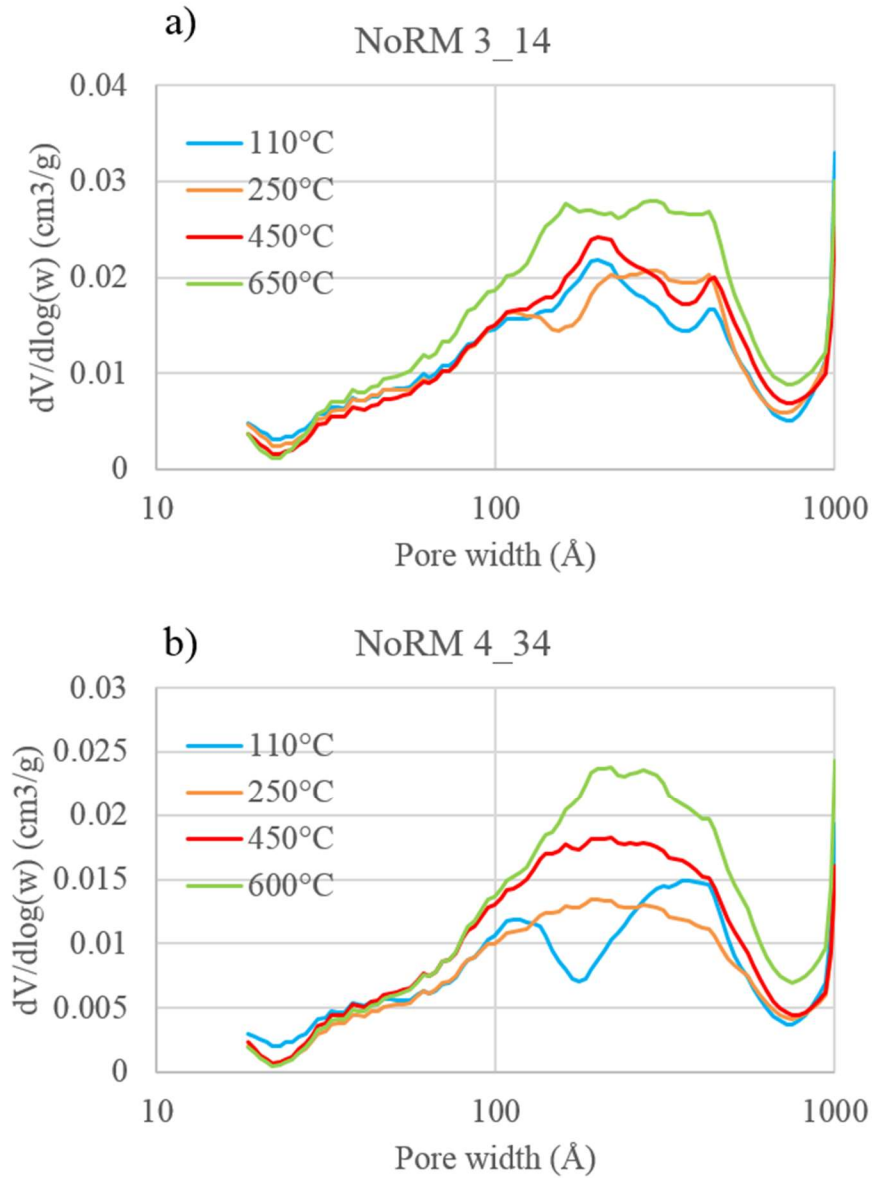 a)
NoRM 3_14
0.04
0.03
0.02
0.01
0
dV/dlog(w) (cm3/g)
110°C
250°C
450°C
650°C
10
100
1000
Pore width (Å)
b)
NoRM 4_34
0.03
0.025
0.02
0.015
0.01
0.005
0
dV/dlog(w) (cm3/g)
110°C
250°C
450°C
600°C
10
100
1000
Pore width (Å)